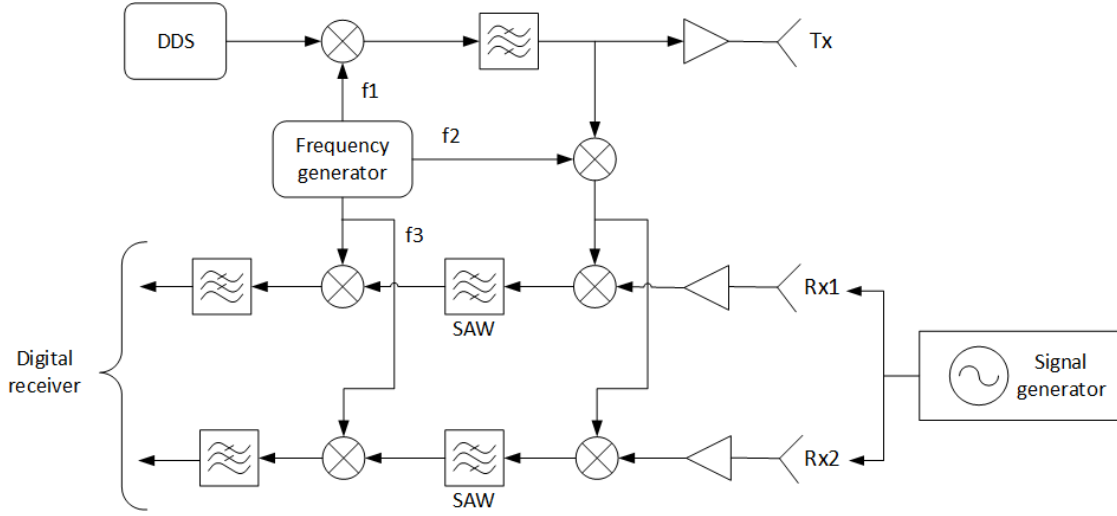 DDS
Tx
f1
Frequency
generator
f2
f3
Rx1
SAW
Digital
receiver
Signal
generator
Rx2
SAW